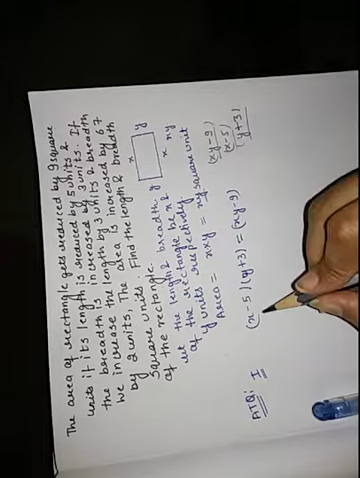 The area of rectangle gets reduced by 9 square
units if its length is reduced by 5 units &
the breadth is increased by 3 units. If
we increase the length by 3 units & breadth
by 2 units, The area is increased by 67
square units. Find the length & breadth
of the rectangle.
x
y
y
x
xy
Let the length & breadth
of the rectangle be x &
y units respectively
Area = x×y = xy square unit
(xy-9)
(x-5)
(y+3)
ATQ: I
(x-5)(y+3) = (xy-9)